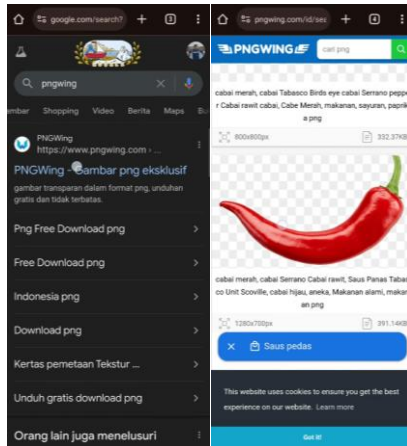 google.com/search?
3
pngwing
mbar Shopping Video Berita Maps Bu
PNGWing
https://www.pngwing.com › ...
PNGWing - Gambar png eksklusif
gambar transparan dalam format png, unduhan
gratis dan tidak terbatas.
Png Free Download png
Free Download png
Indonesia png
Download png
Kertas pemetaan Tekstur ...
Unduh gratis download png
Orang lain juga menelusuri
pngwing.com/id/sea
4
PNGWING
cari png
cabai merah, cabai Tabasco Birds eye cabai Serrano peppe
r Cabai rawit cabai, Cabe Merah, makanan, sayuran, paprik
a png
800x800px
332.37KB
cabai merah, cabai Serrano Cabai rawit, Saus Panas Tabas
co Unit Scoville, cabai hijau, aneka, Makanan alami, makan
an png
1280x700px
391.14KB
Saus pedas
This website uses cookies to ensure you get the best
experience on our website. Learn more
Got it!